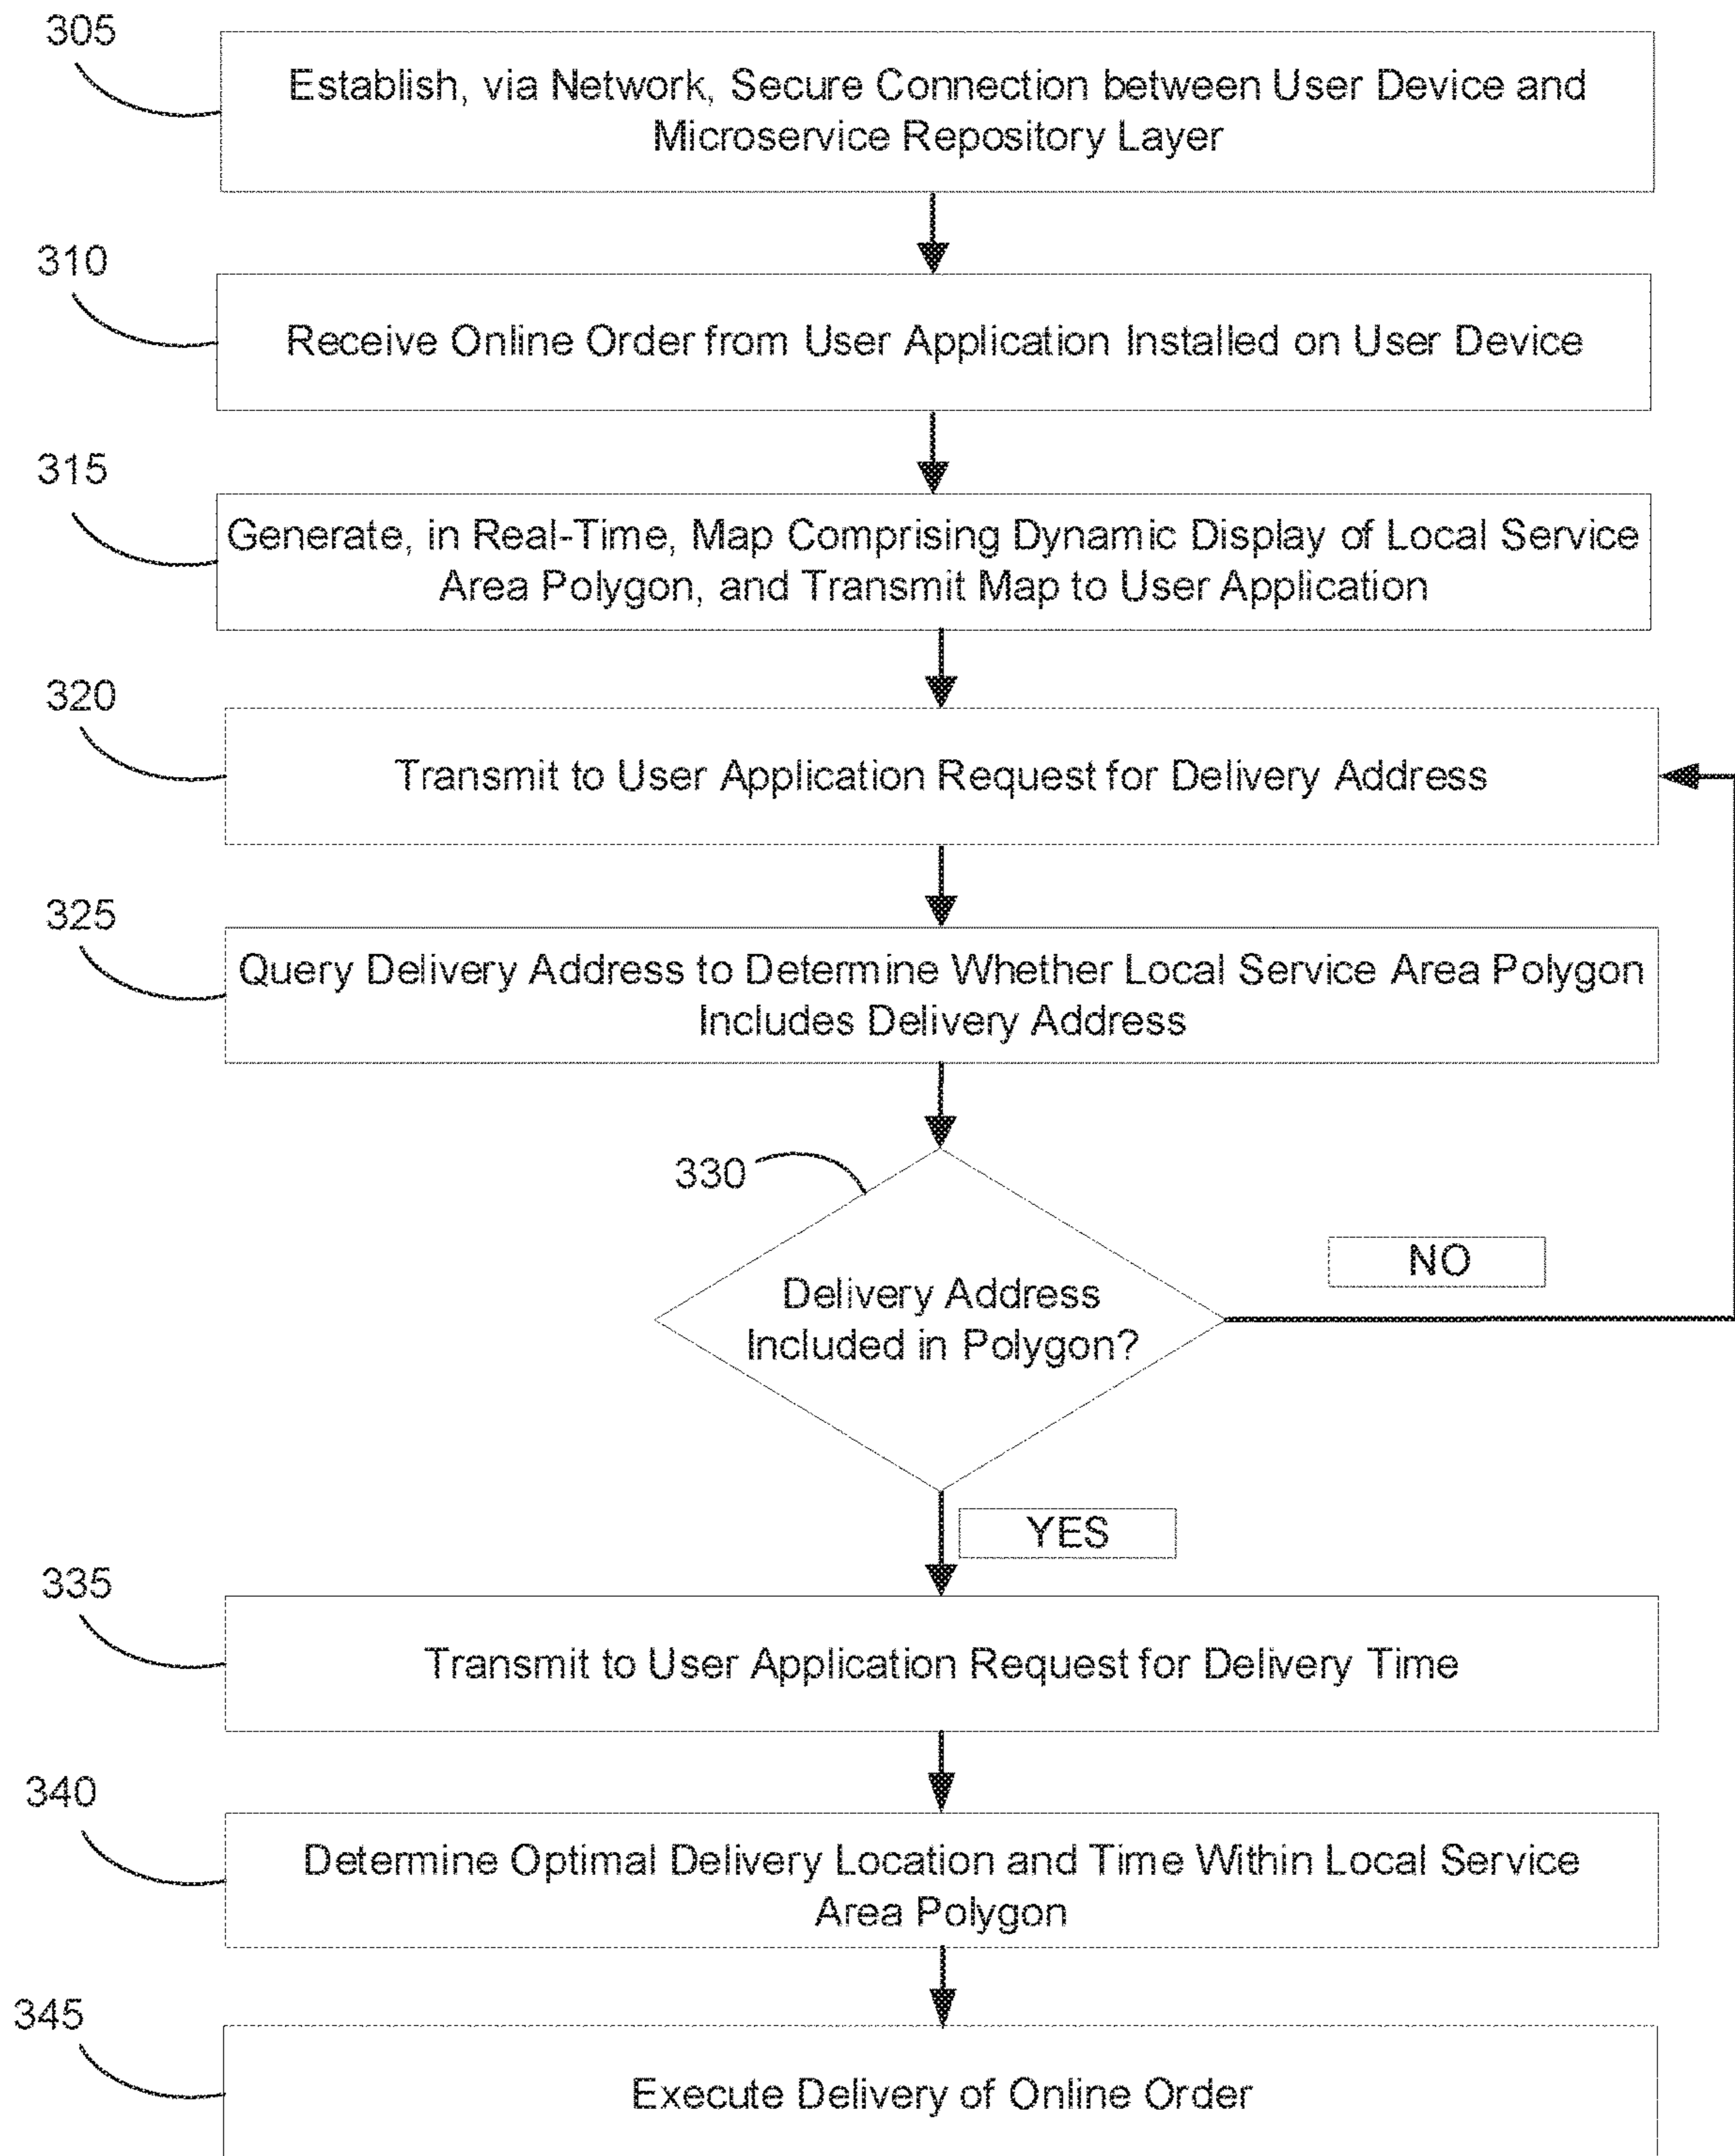 305
Establish, via Network, Secure Connection between User Device and
Microservice Repository Layer
310
Receive Online Order from User Application Installed on User Device
315
Generate, in Real-Time, Map Comprising Dynamic Display of Local Service
Area Polygon, and Transmit Map to User Application
320
Transmit to User Application Request for Delivery Address
325
Query Delivery Address to Determine Whether Local Service Area Polygon
Includes Delivery Address
330
Delivery Address
Included in Polygon?
NO
YES
335
Transmit to User Application Request for Delivery Time
340
Determine Optimal Delivery Location and Time Within Local Service
Area Polygon
345
Execute Delivery of Online Order